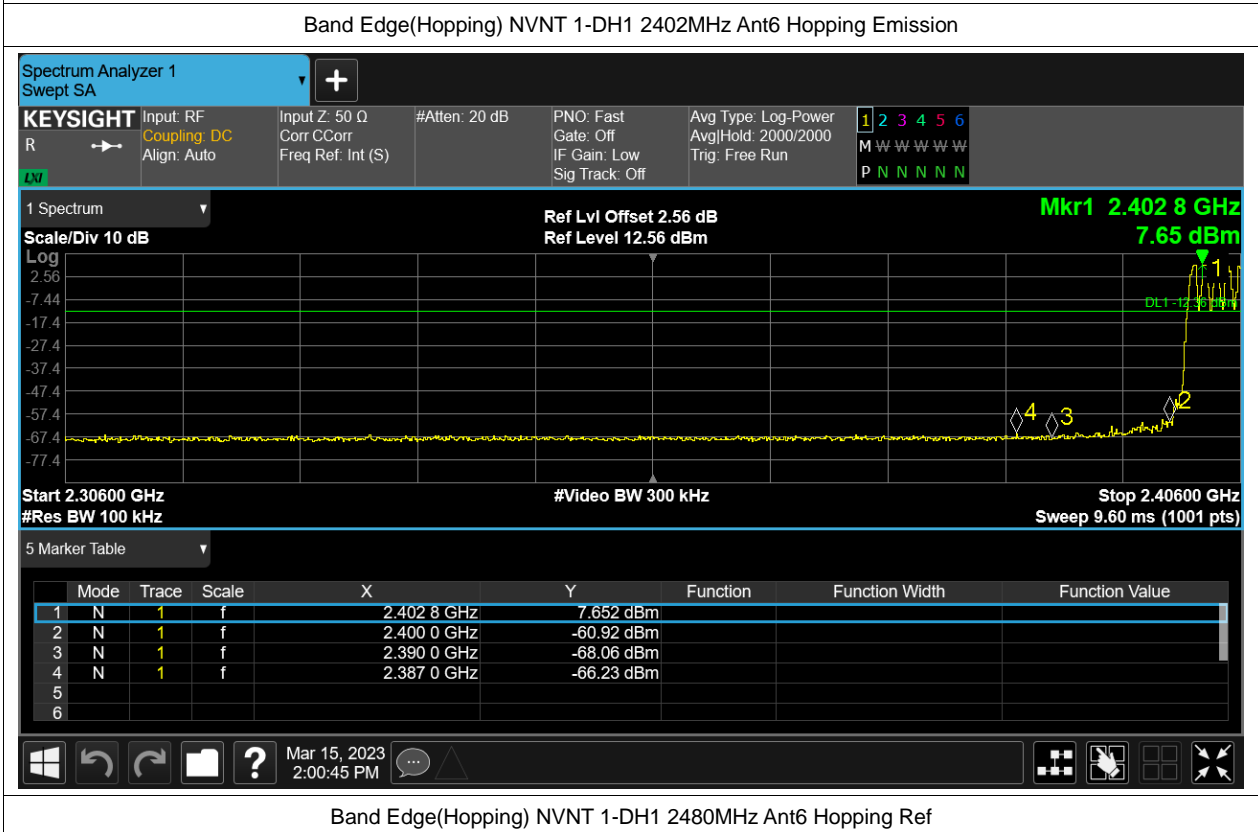 Band Edge(Hopping) NVNT 1-DH1 2402MHz Ant6 Hopping Emission
Spectrum Analyzer 1
Swept SA
KEYSIGHT
R
LXI
Input: RF
Coupling: DC
Align: Auto
Input Z: 50 Ω
Corr CCorr
Freq Ref: Int (S)
#Atten: 20 dB
PNO: Fast
Gate: Off
IF Gain: Low
Sig Track: Off
Avg Type: Log-Power
Avg|Hold: 2000/2000
Trig: Free Run
1 2 3 4 5 6
M W W W W W
P N N N N N
1 Spectrum
Scale/Div 10 dB
Ref Lvl Offset 2.56 dB
Ref Level 12.56 dBm
Mkr1 2.402 8 GHz
7.65 dBm
Log
2.56
-7.44
-17.4
-27.4
-37.4
-47.4
-57.4
-67.4
-77.4
1
DL1 -12.36 dBm
2
4
3
Start 2.30600 GHz
#Video BW 300 kHz
Stop 2.40600 GHz
#Res BW 100 kHz
Sweep 9.60 ms (1001 pts)
5 Marker Table
Mode Trace Scale X Y Function Function Width Function Value
1 N 1 f 2.402 8 GHz 7.652 dBm
2 N 1 f 2.400 0 GHz -60.92 dBm
3 N 1 f 2.390 0 GHz -68.06 dBm
4 N 1 f 2.387 0 GHz -66.23 dBm
5
6
?
Mar 15, 2023
2:00:45 PM
Band Edge(Hopping) NVNT 1-DH1 2480MHz Ant6 Hopping Ref